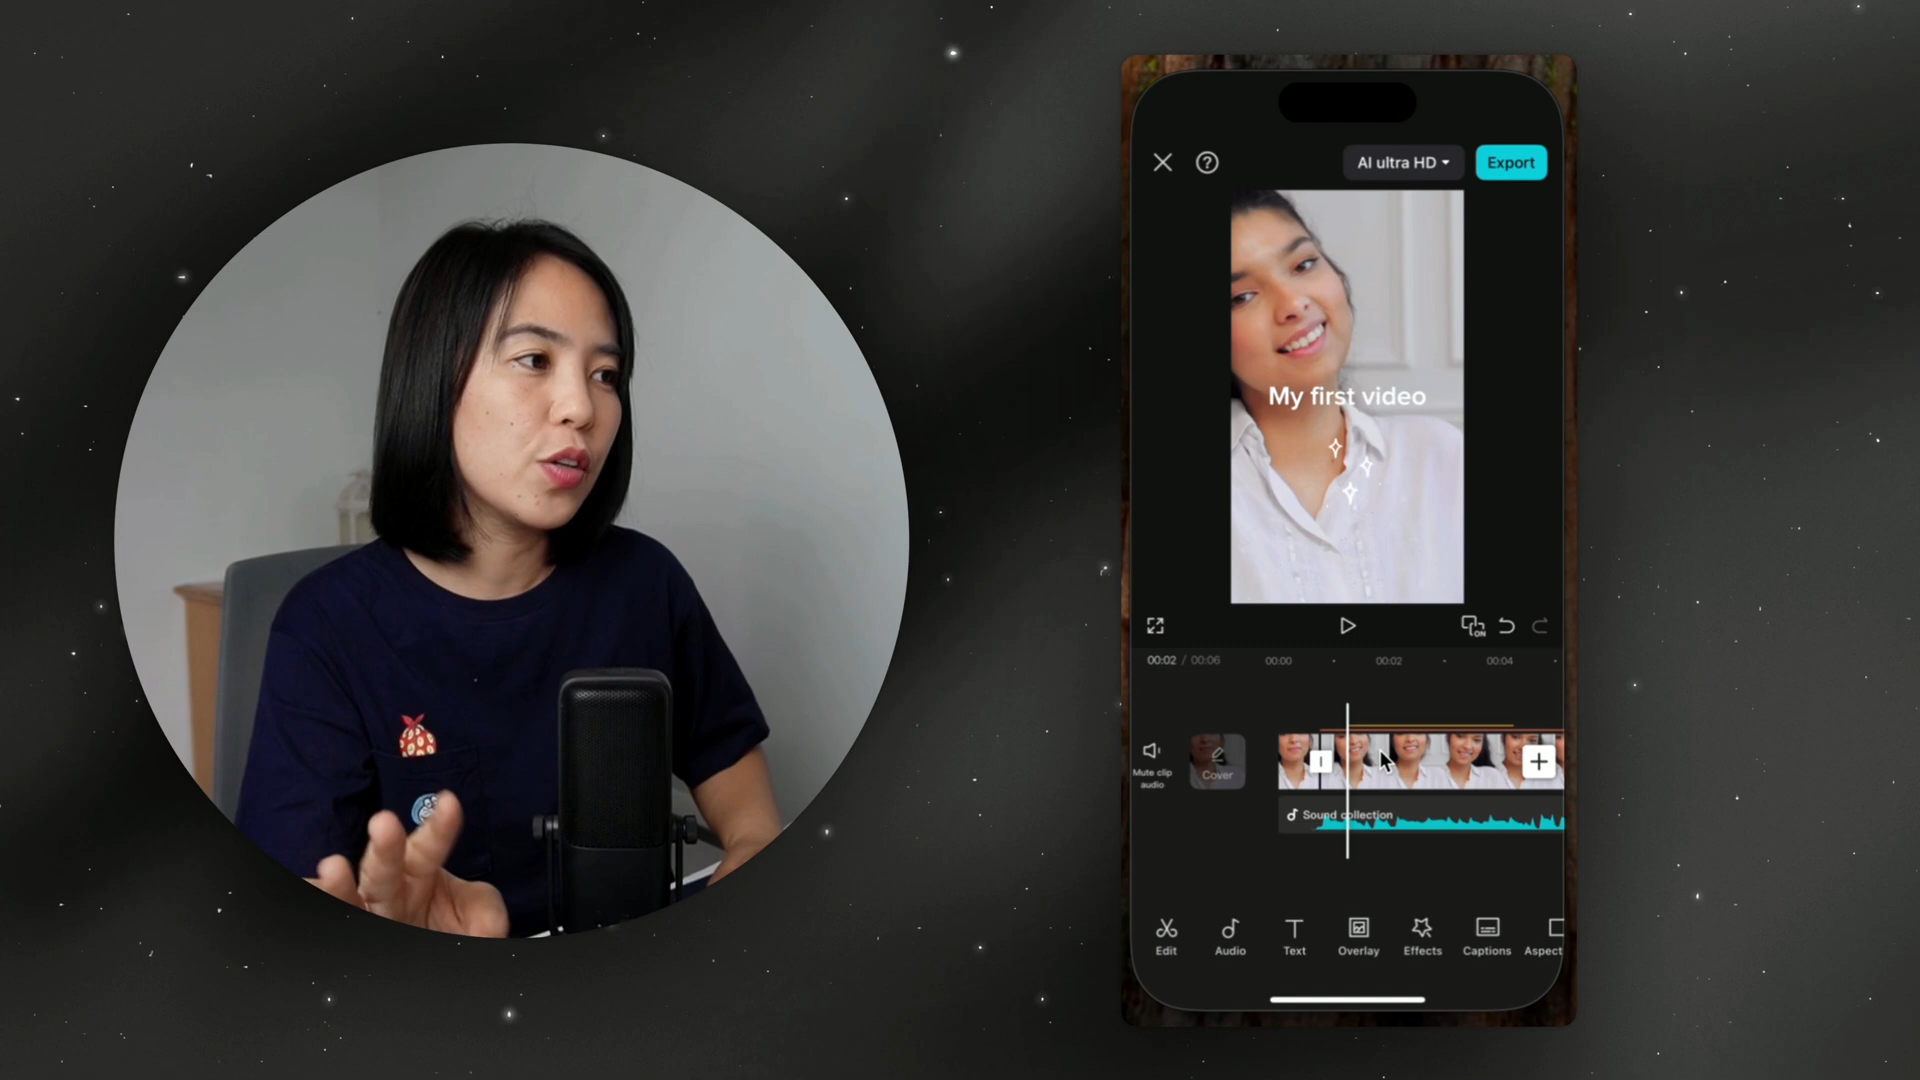 AI ultra HD
Export
My first video
ON
00:02 / 00:06
00:00
00:02
00:04
Mute clip
audio
Cover
Sound collection
Edit
Audio
Text
Overlay
Effects
Captions
Aspect